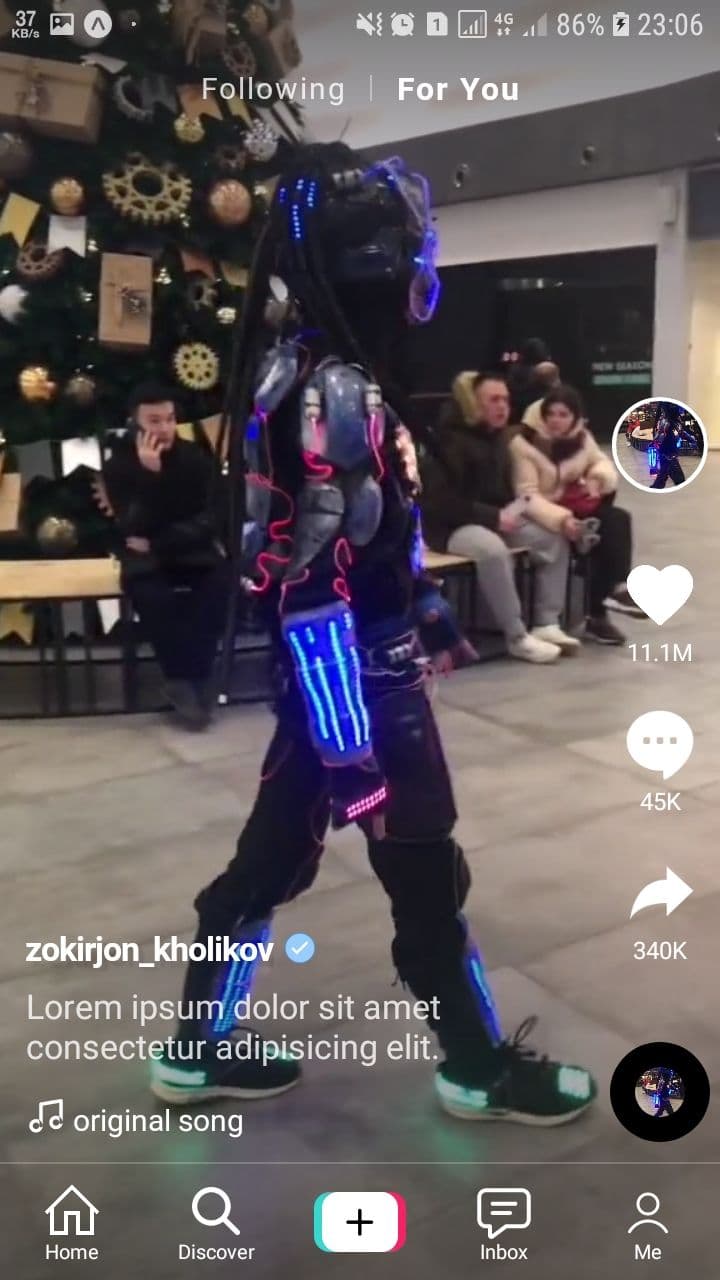 37
KB/s
1
4G
86%
23:06
Following | For You
NEW SEASON
11.1M
45K
340K
zokirjon_kholikov
Lorem ipsum dolor sit amet
consectetur adipisicing elit.
original song
Home
Discover
Inbox
Me